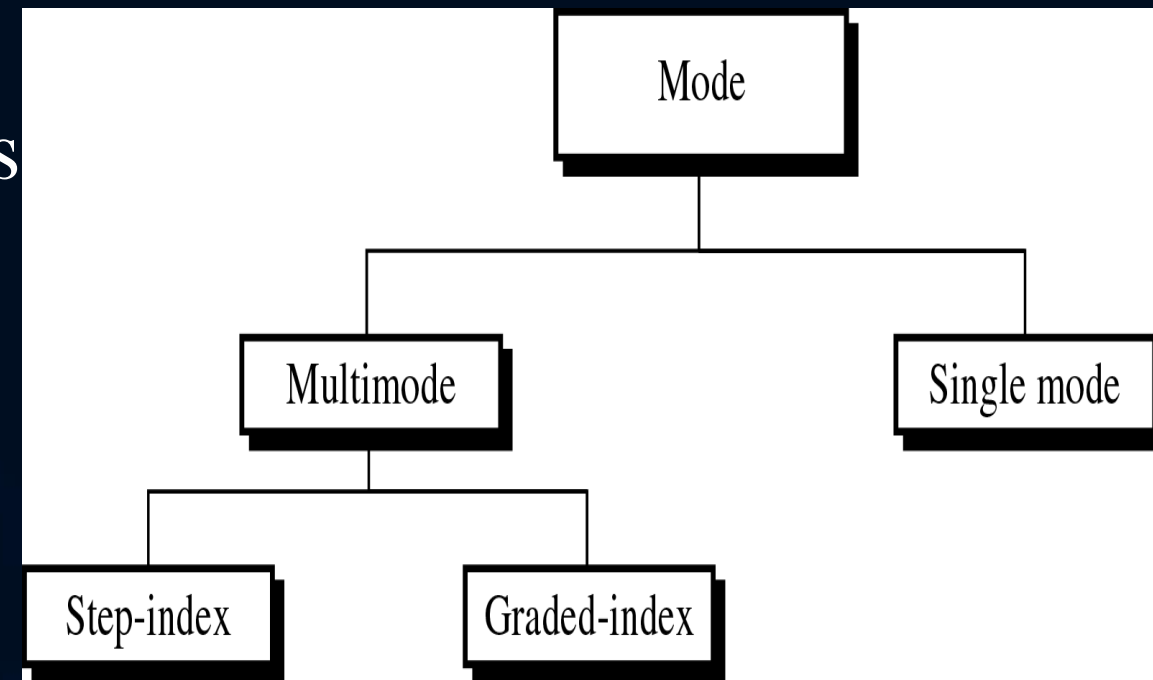 Mode
s
Multimode
Single mode
Step-index
Graded-index